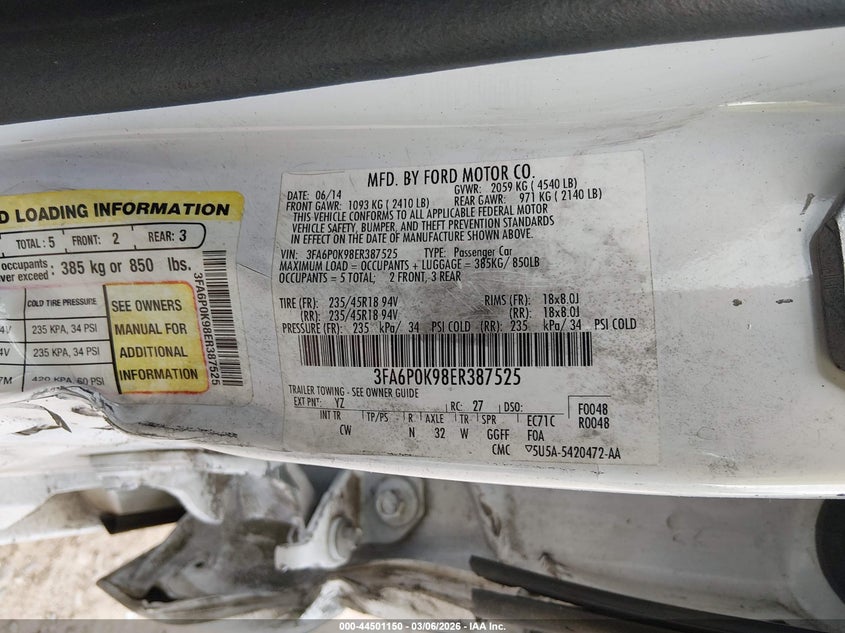 D LOADING INFORMATION
TOTAL: 5 FRONT: 2 REAR: 3
occupants
ver exceed: 385 kg or 850 lbs.
COLD TIRE PRESSURE
4V 235 KPA, 34 PSI
4V 235 KPA, 34 PSI
7M 420 KPA, 60 PSI
SEE OWNERS
MANUAL FOR
ADDITIONAL
INFORMATION
3FA6P0K98ER387525
MFD. BY FORD MOTOR CO.
DATE: 06/14 GVWR: 2059 KG ( 4540 LB)
FRONT GAWR: 1093 KG ( 2410 LB) REAR GAWR: 971 KG ( 2140 LB)
THIS VEHICLE CONFORMS TO ALL APPLICABLE FEDERAL MOTOR
VEHICLE SAFETY, BUMPER, AND THEFT PREVENTION STANDARDS
IN EFFECT ON THE DATE OF MANUFACTURE SHOWN ABOVE.
VIN: 3FA6P0K98ER387525 TYPE: Passenger Car
MAXIMUM LOAD = OCCUPANTS + LUGGAGE = 385KG/ 850LB
OCCUPANTS = 5 TOTAL; 2 FRONT, 3 REAR
TIRE (FR): 235/45R18 94V RIMS (FR): 18x8.0J
(RR): 235/45R18 94V (RR): 18x8.0J
PRESSURE (FR): 235 kPa/ 34 PSI COLD (RR): 235 kPa/ 34 PSI COLD
3FA6P0K98ER387525
TRAILER TOWING - SEE OWNER GUIDE
EXT PNT: YZ RC: 27 DSO: F0048
INT TR TP/PS R AXLE TR SPR EC71C R0048
CW N 32 W GGFF F0A
CMC ▽5U5A-5420472-AA
000-44501150 - 03/06/2026 - IAA Inc.